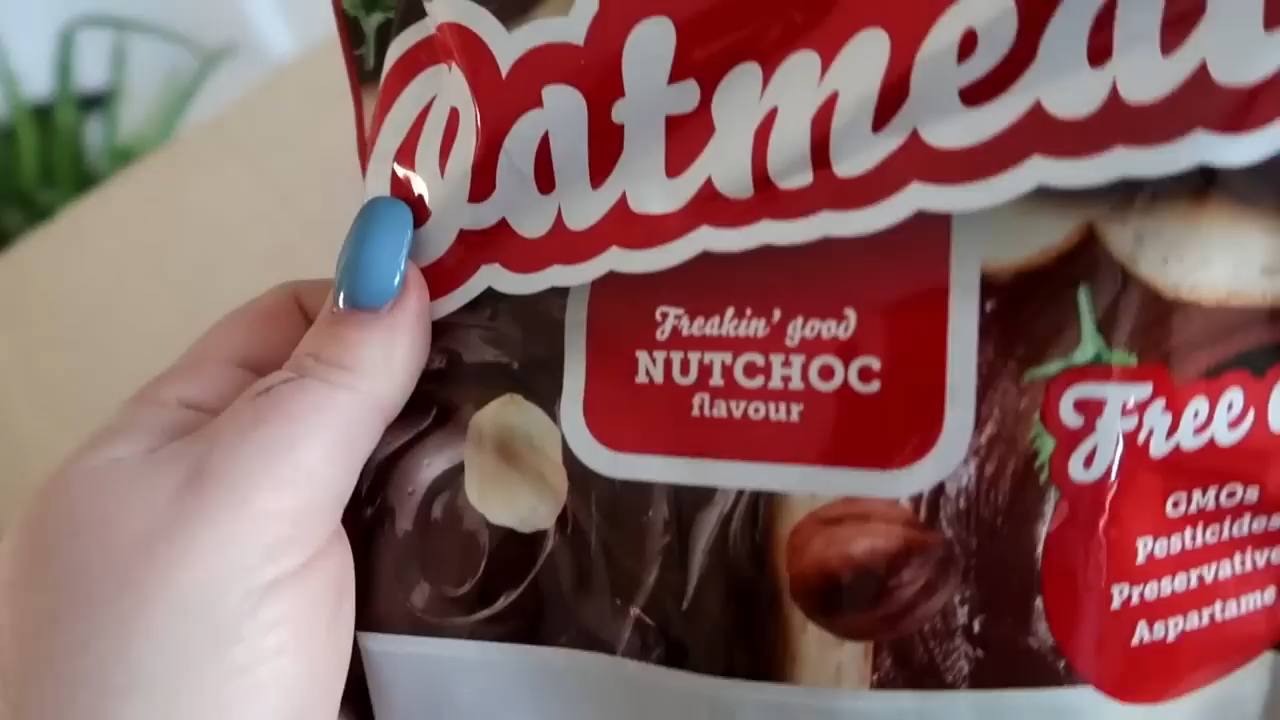 Oatmeal
Freakin' good
NUTCHOC
flavour
Free
GMOs
Pesticides
Preservative
Aspartame